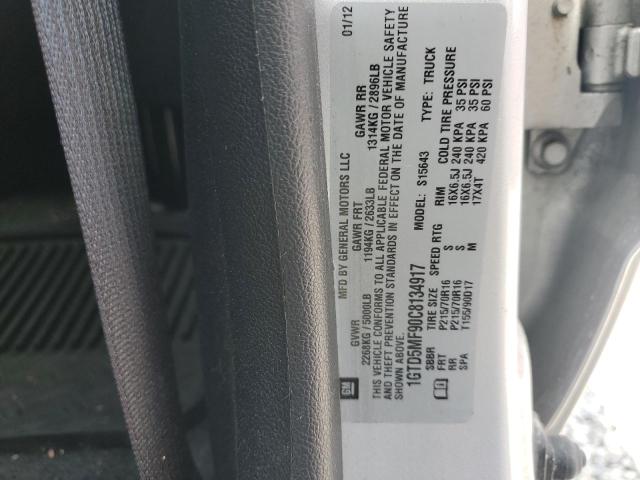 GM
MFD BY GENERAL MOTORS LLC
01/12
GVWR
GAWR FRT
GAWR RR
2268KG/5000LB
1194KG/2633LB
1314KG/2896LB
THIS VEHICLE CONFORMS TO ALL APPLICABLE FEDERAL MOTOR VEHICLE SAFETY
AND THEFT PREVENTION STANDARDS IN EFFECT ON THE DATE OF MANUFACTURE
SHOWN ABOVE.
1GTD5MF90C8134917
MODEL: S15643
TYPE: TRUCK
SBBR
TIRE SIZE
SPEED RTG
RIM
COLD TIRE PRESSURE
FRT
P215/70R16
S
16X6.5J
240 KPA
35 PSI
RR
P215/70R16
S
16X6.5J
240 KPA
35 PSI
SPA
T155/90D17
M
17X4T
420 KPA
60 PSI